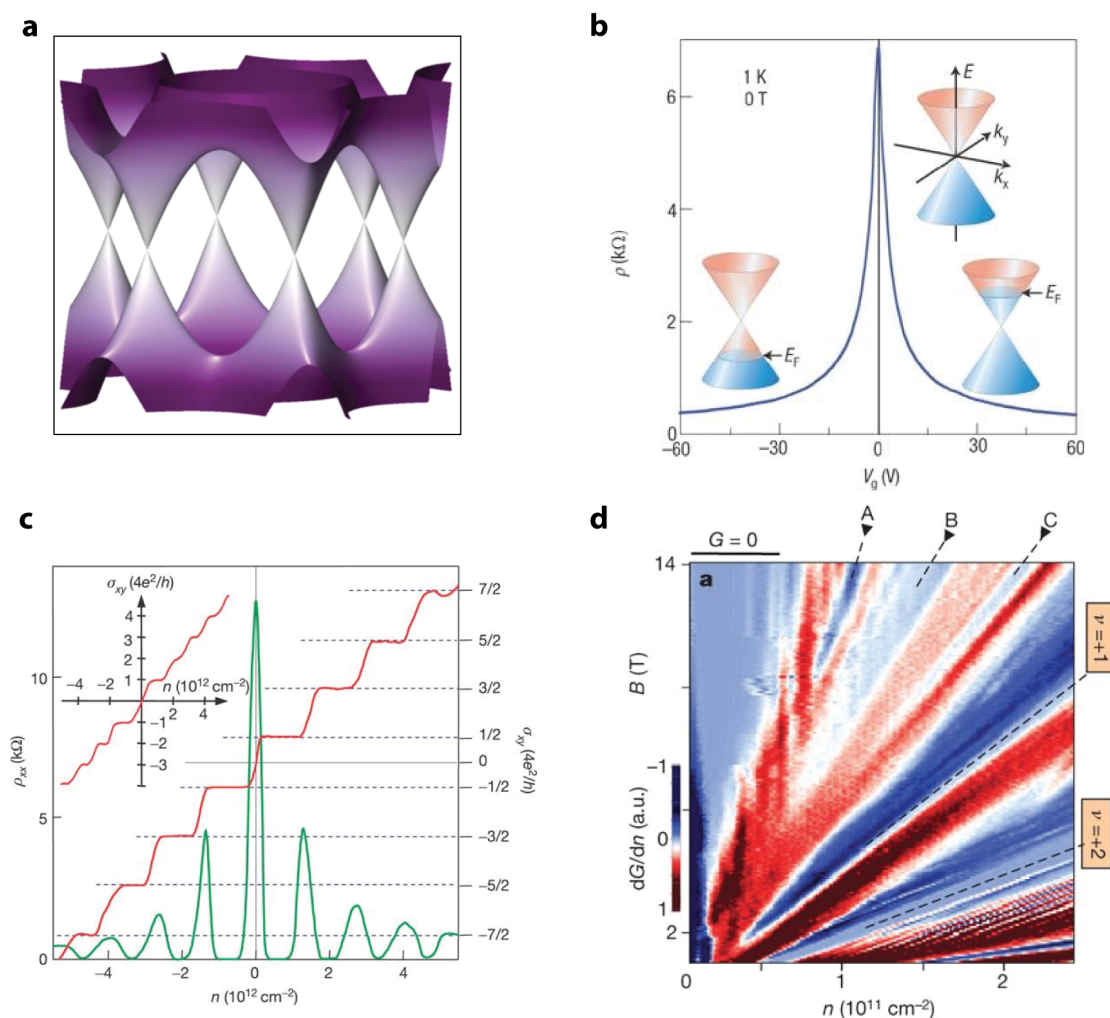 a
b
1 K
0 T
E
k_y
k_x
E_F
E_F
ρ (kΩ)
6
4
2
0
−60
−30
0
30
60
V_g (V)
c
σ_xy (4e²/h)
4
3
2
1
−4
−2
n (10¹² cm⁻²)
2
4
−1
−2
−3
10
5
0
ρ_xx (kΩ)
7/2
5/2
3/2
1/2
0
−1/2
−3/2
−5/2
−7/2
σ_xy (4e²/h)
−4
−2
0
2
4
n (10¹² cm⁻²)
d
G = 0
A
B
C
14
a
B (T)
ν = +1
−1
0
1
dG/dn (a.u.)
ν = +2
2
0
1
2
n (10¹¹ cm⁻²)